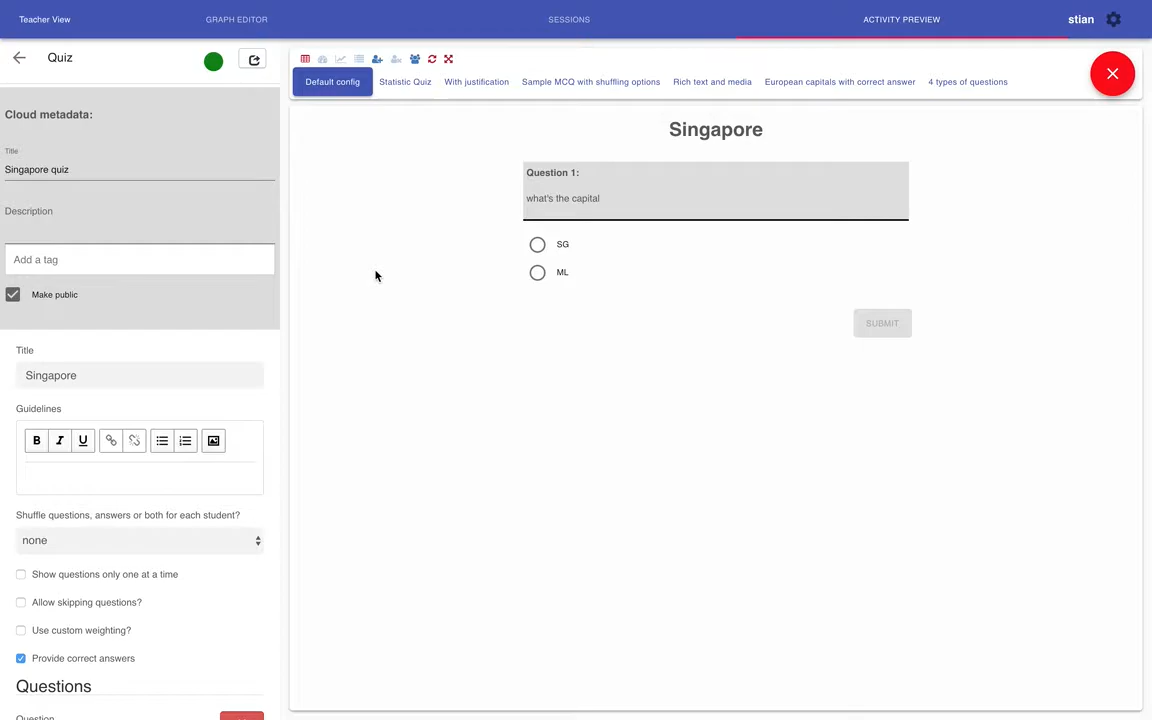 Teacher View GRAPH EDITOR SESSIONS ACTIVITY PREVIEW stian
Quiz
Default config Statistic Quiz With justification Sample MCQ with shuffling options Rich text and media European capitals with correct answer 4 types of questions
Cloud metadata:
Title
Singapore quiz
Description
Add a tag
Make public
Title
Singapore
Guidelines
B I U
Shuffle questions, answers or both for each student?
none
Show questions only one at a time
Allow skipping questions?
Use custom weighting?
Provide correct answers
Questions
Question
Singapore
Question 1:
what's the capital
SG
ML
SUBMIT